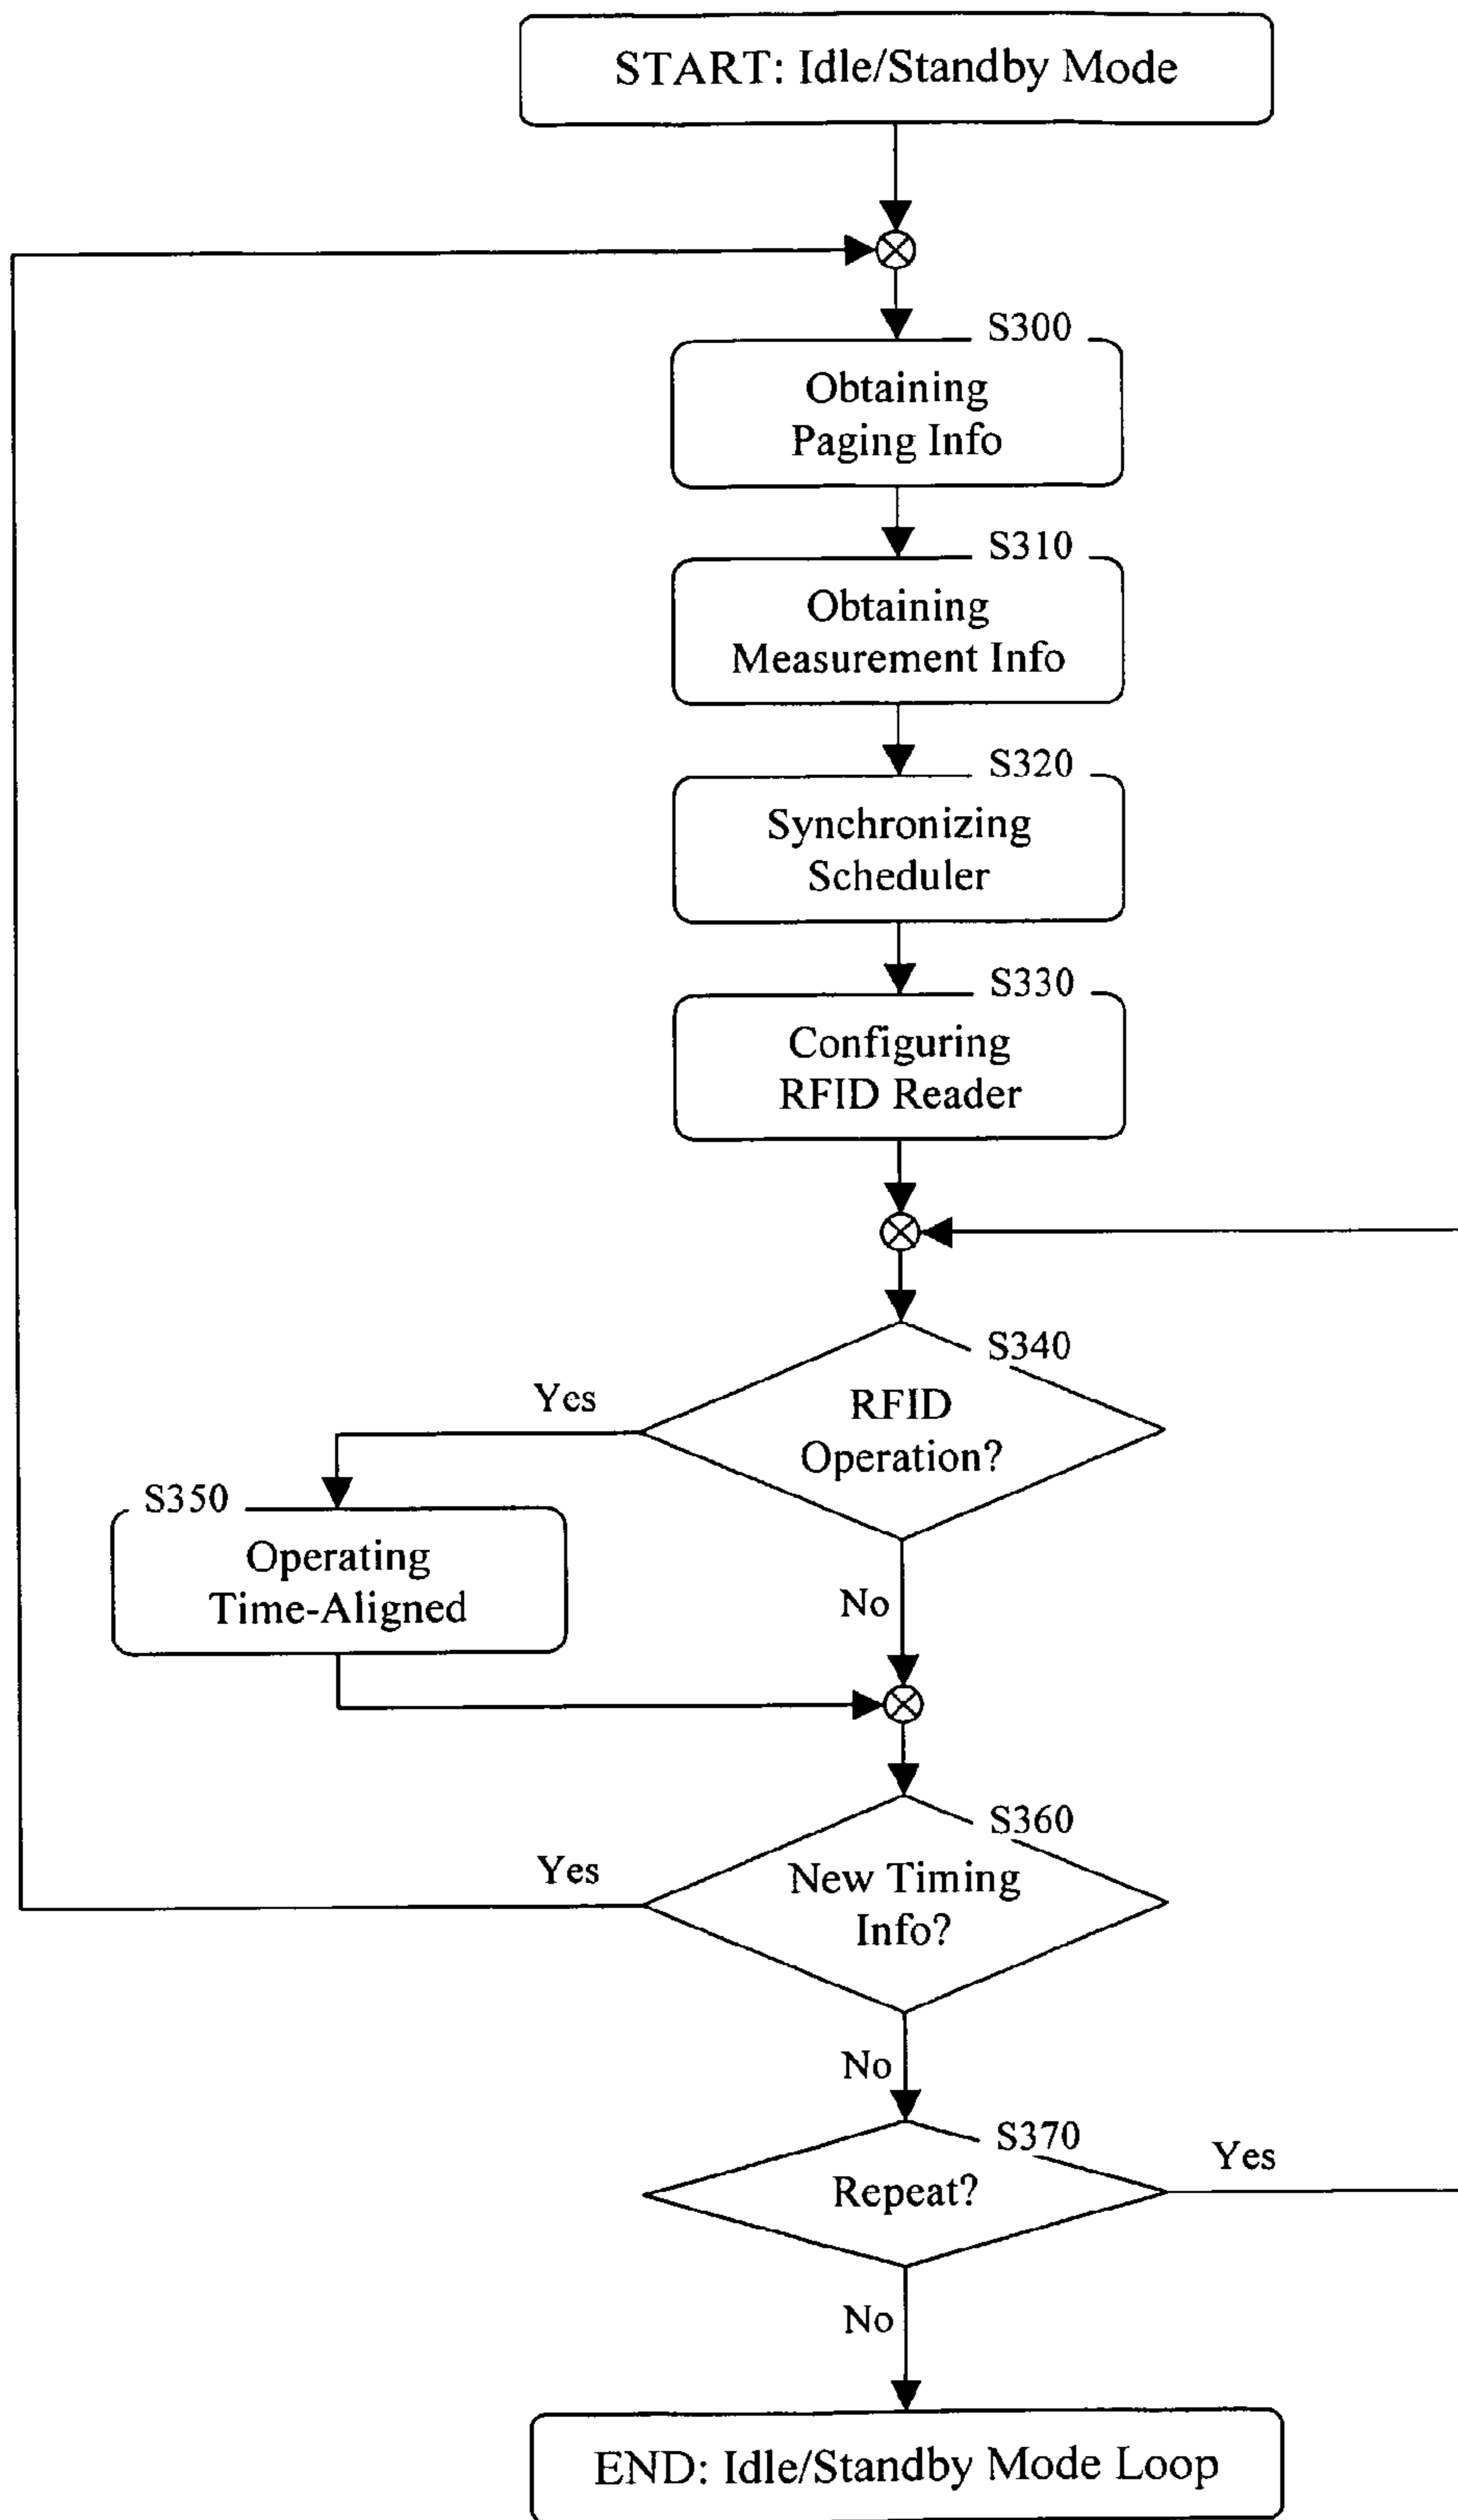 START: Idle/Standby Mode
S300
Obtaining
Paging Info
S310
Obtaining
Measurement Info
S320
Synchronizing
Scheduler
S330
Configuring
RFID Reader
S340
Yes
RFID
Operation?
S350
Operating
Time-Aligned
No
S360
Yes
New Timing
Info?
No
S370
Yes
Repeat?
No
END: Idle/Standby Mode Loop